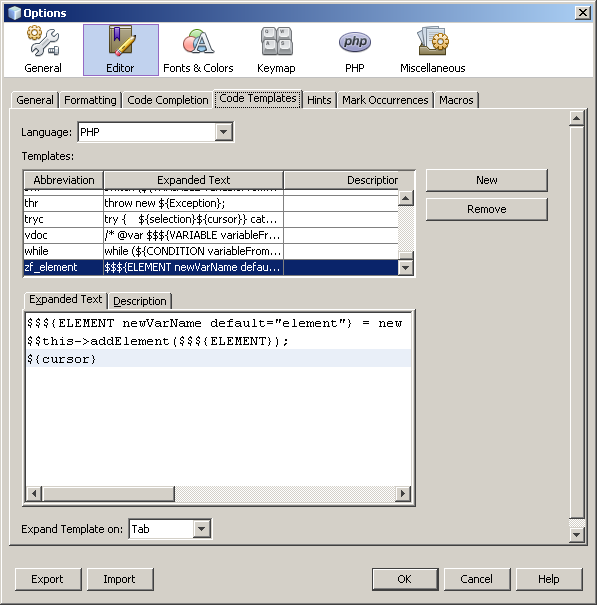 Options
General Editor Fonts & Colors Keymap PHP Miscellaneous
General Formatting Code Completion Code Templates Hints Mark Occurrences Macros
Language: PHP
Templates:
Abbreviation Expanded Text Description
New
thr throw new ${Exception};
Remove
tryc try { ${selection}${cursor}} cat...
vdoc /* @var $$${VARIABLE variableFr...
while while (${CONDITION variableFrom...
zf_element $$${ELEMENT newVarName defau...
Expanded Text Description
$$${ELEMENT newVarName default="element"} = new
$$this->addElement($$${ELEMENT});
${cursor}
Expand Template on: Tab
Export Import OK Cancel Help